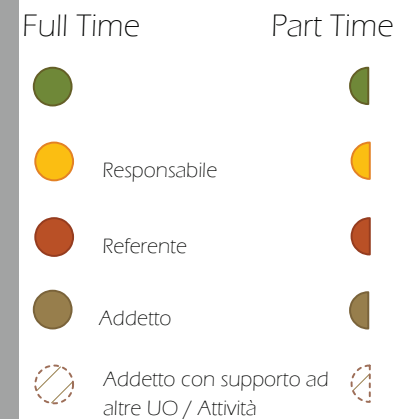 Full Time Part Time
Responsabile
Referente
Addetto
Addetto con supporto ad
altre UO / Attività